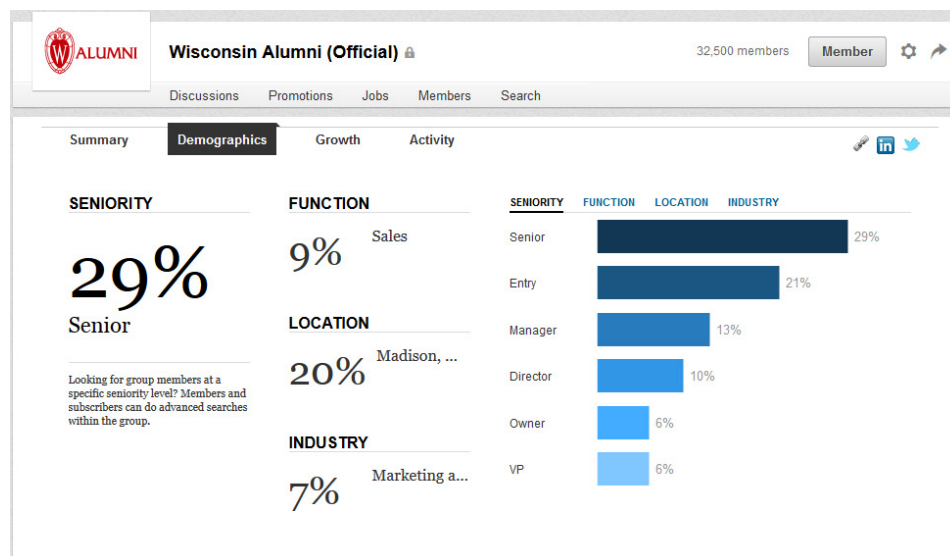 W ALUMNI
Wisconsin Alumni (Official)
32,500 members
Member
Discussions Promotions Jobs Members Search
Summary Demographics Growth Activity
in
SENIORITY
29%
Senior
Looking for group members at a
specific seniority level? Members and
subscribers can do advanced searches
within the group.
FUNCTION
9% Sales
LOCATION
20% Madison, ...
INDUSTRY
7% Marketing a...
SENIORITY FUNCTION LOCATION INDUSTRY
Senior 29%
Entry 21%
Manager 13%
Director 10%
Owner 6%
VP 6%